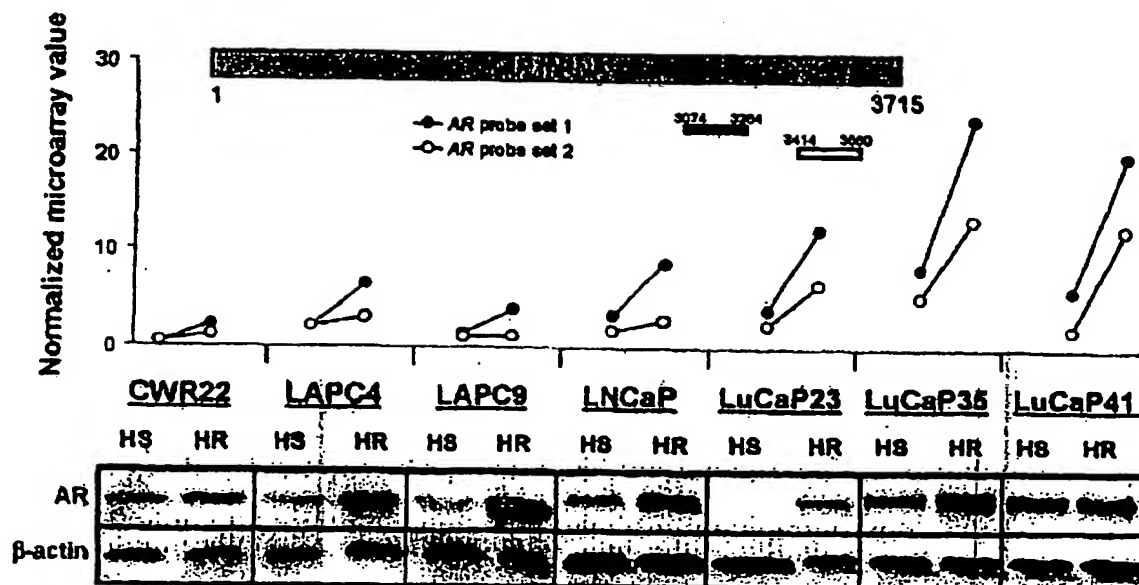 Normalized microarray value
30
20
10
0
1
3715
AR probe set 1
AR probe set 2
3074 3264
3414 3660
CWR22 LAPC4 LAPC9 LNCaP LuCaP23 LuCaP35 LuCaP41
HS HR HS HR HS HR HS HR HS HR HS HR HS HR
AR
β-actin